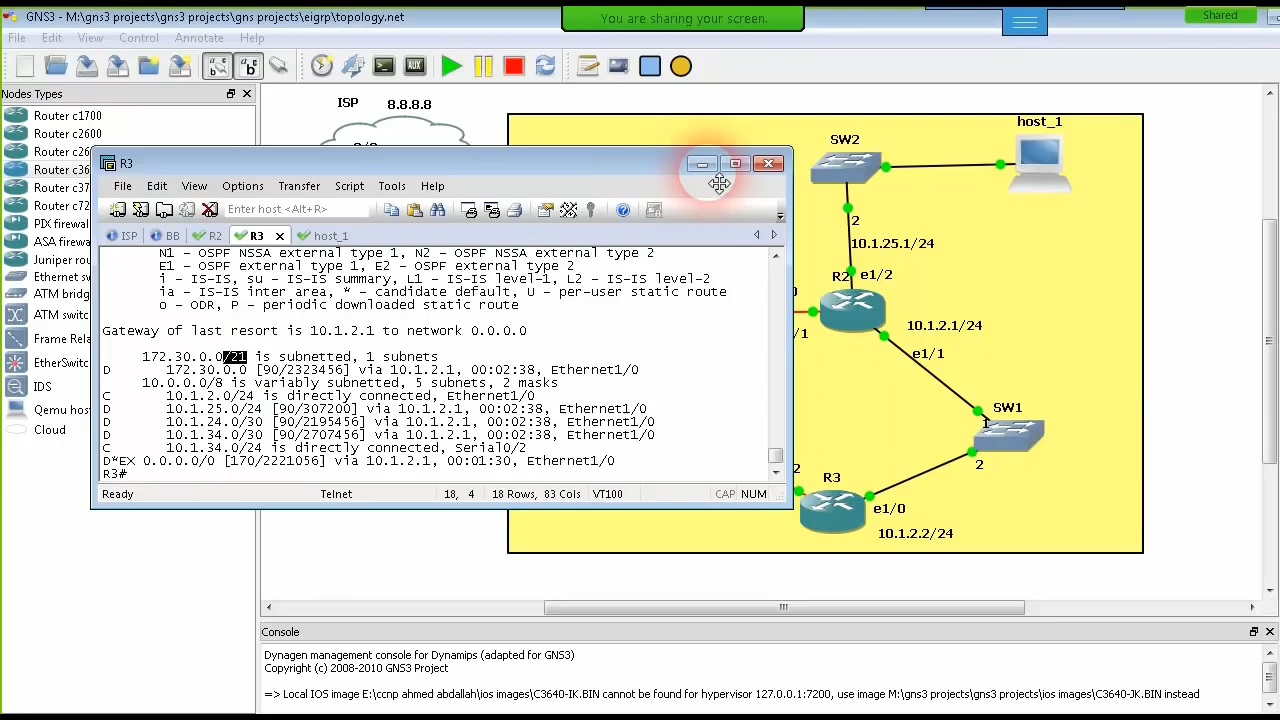 GNS3 - M:\gns3 projects\gns3 projects\gns projects\eigrp\topology.net
You are sharing your screen.
Shared
File Edit View Control Annotate Help
AUX
Nodes Types
Router c1700
Router c2600
Router c26
Router c36
Router c37
Router c72
PIX firewa
ASA firewa
Juniper rou
Ethernet s
ATM bridg
ATM switc
Frame Rela
EtherSwitc
IDS
Qemu host
Cloud
ISP 8.8.8.8
R3
File Edit View Options Transfer Script Tools Help
Enter host <Alt+R>
ISP BB R2 R3 host_1
N1 - OSPF NSSA external type 1, N2 - OSPF NSSA external type 2
E1 - OSPF external type 1, E2 - OSPF external type 2
i - IS-IS, su - IS-IS summary, L1 - IS-IS level-1, L2 - IS-IS level-2
ia - IS-IS inter area, * - candidate default, U - per-user static route
o - ODR, P - periodic downloaded static route
Gateway of last resort is 10.1.2.1 to network 0.0.0.0
172.30.0.0/21 is subnetted, 1 subnets
D 172.30.0.0 [90/2323456] via 10.1.2.1, 00:02:38, Ethernet1/0
10.0.0.0/8 is variably subnetted, 5 subnets, 2 masks
C 10.1.2.0/24 is directly connected, Ethernet1/0
D 10.1.25.0/24 [90/307200] via 10.1.2.1, 00:02:38, Ethernet1/0
D 10.1.24.0/30 [90/2195456] via 10.1.2.1, 00:02:38, Ethernet1/0
D 10.1.34.0/30 [90/2707456] via 10.1.2.1, 00:02:38, Ethernet1/0
C 10.1.34.0/24 is directly connected, Serial0/2
D*EX 0.0.0.0/0 [170/2221056] via 10.1.2.1, 00:01:30, Ethernet1/0
R3#
Ready Telnet 18, 4 18 Rows, 83 Cols VT100 CAP NUM
host_1
SW2
2
10.1.25.1/24
R2 e1/2
0
/1
10.1.2.1/24
e1/1
SW1
1
2
2
R3
e1/0
10.1.2.2/24
Console
Dynagen management console for Dynamips (adapted for GNS3)
Copyright (c) 2008-2010 GNS3 Project
=> Local IOS image E:\ccnp ahmed abdallah\ios images\C3640-IK.BIN cannot be found for hypervisor 127.0.0.1:7200, use image M:\gns3 projects\gns3 projects\ios images\C3640-JK.BIN instead